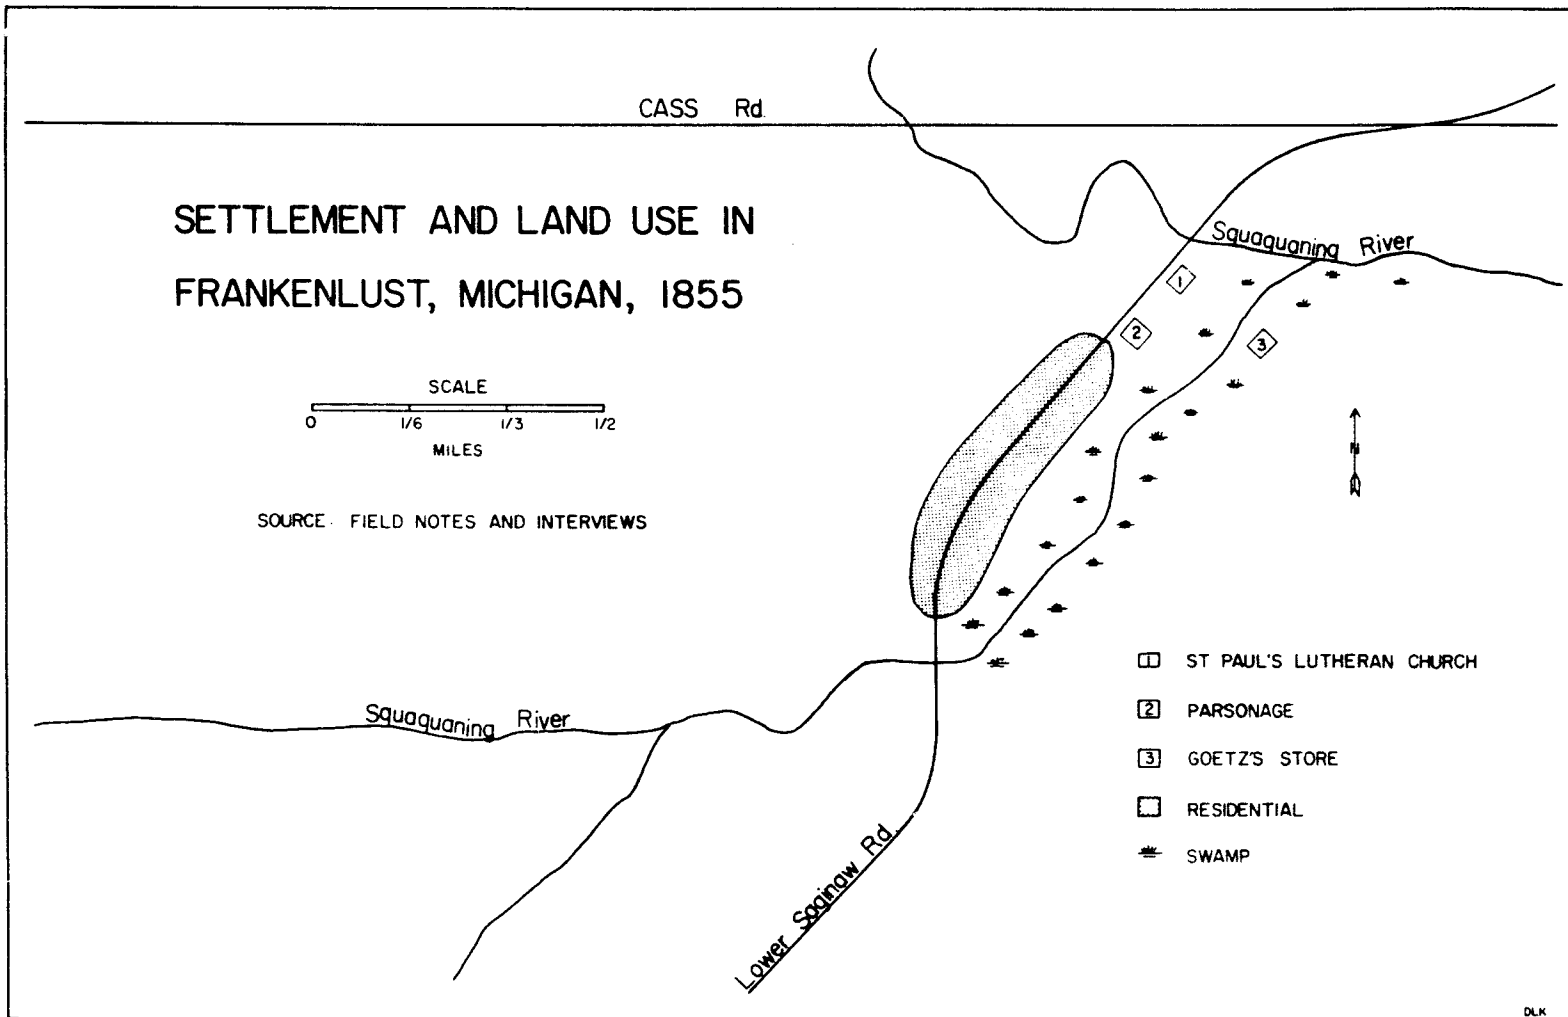 CASS Rd.
SETTLEMENT AND LAND USE IN
FRANKENLUST, MICHIGAN, 1855
SCALE
0 1/6 1/3 1/2
MILES
SOURCE: FIELD NOTES AND INTERVIEWS
Squaquaning River
1
2
3
N
Squaquaning River
Lower Saginaw Rd.
1 ST PAUL'S LUTHERAN CHURCH
2 PARSONAGE
3 GOETZ'S STORE
RESIDENTIAL
SWAMP
DLK